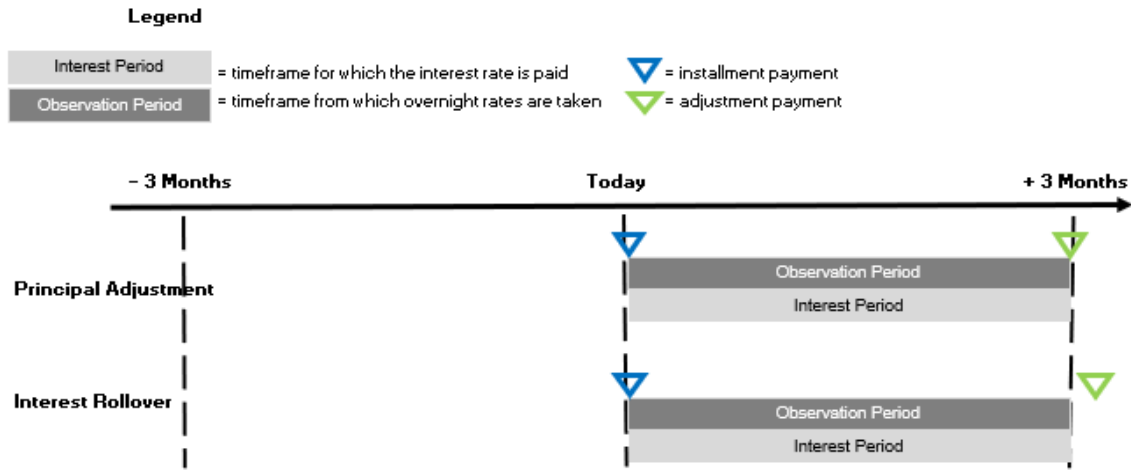 Legend
Interest Period = timeframe for which the interest rate is paid = installment payment
Observation Period = timeframe from which overnight rates are taken = adjustment payment
– 3 Months Today + 3 Months
Observation Period
Principal Adjustment
Interest Period
Interest Rollover
Observation Period
Interest Period